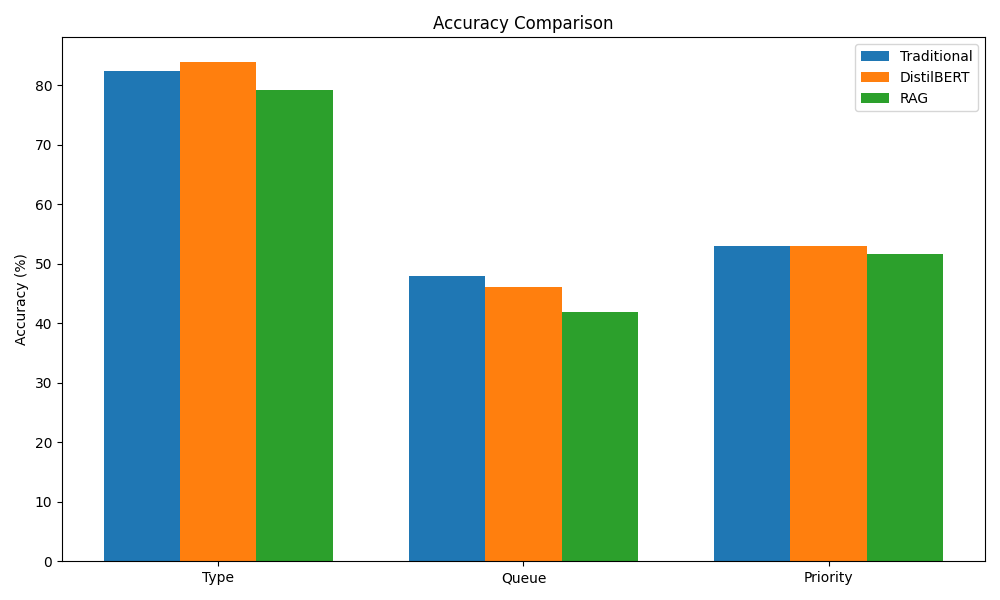 Accuracy Comparison
Traditional
DistilBERT
RAG
Accuracy (%)
80
70
60
50
40
30
20
10
0
Type Queue Priority